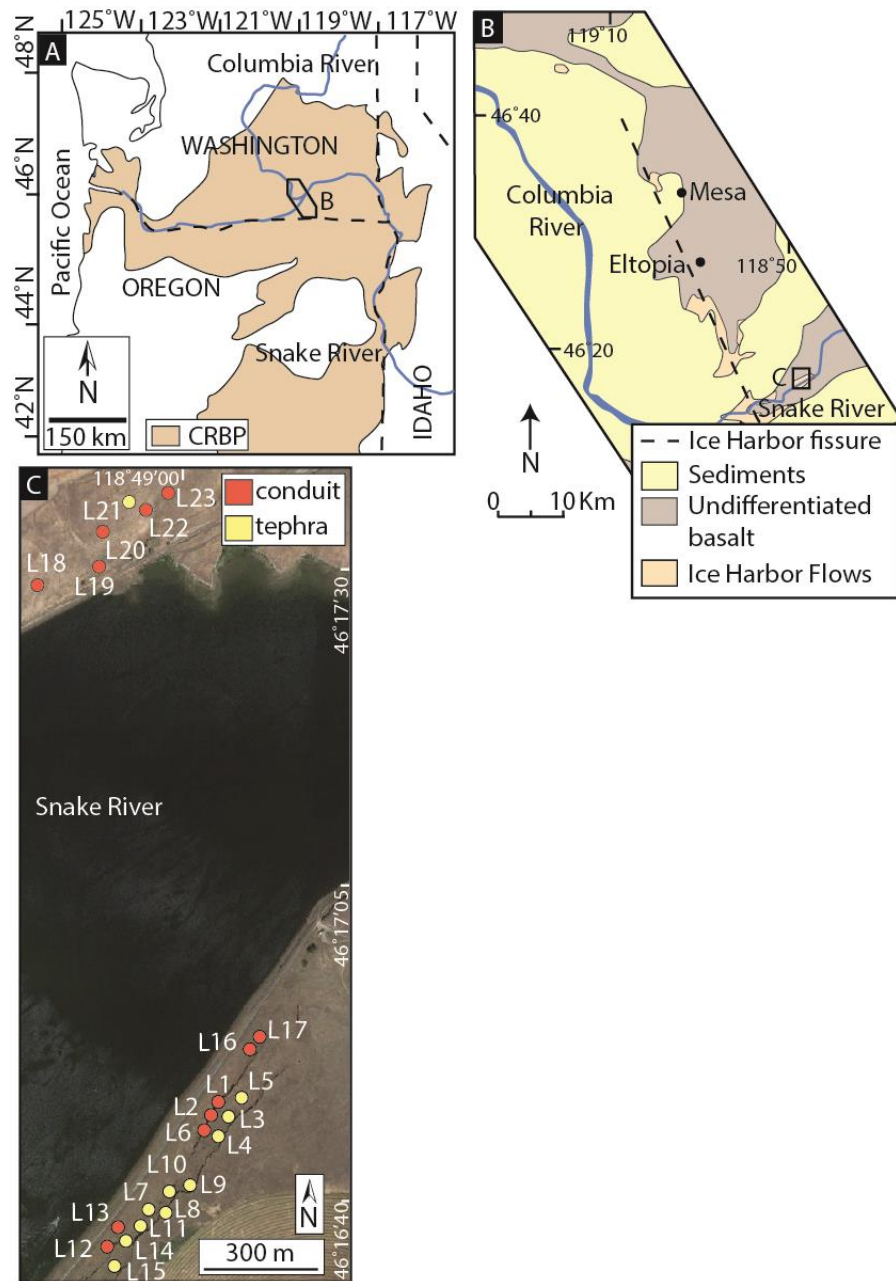 125˚W 123˚W 121˚W 119˚W 117˚W
48˚N
46˚N
44˚N
42˚N
A
Columbia River
WASHINGTON
B
Pacific Ocean
OREGON
Snake River
IDAHO
N
150 km
CRBP
B
119˚10
46˚40
Columbia
River
Mesa
Eltopia
118˚50
46˚20
C
Snake River
N
0 10 Km
Ice Harbor fissure
Sediments
Undifferentiated
basalt
Ice Harbor Flows
C
118˚49'00
conduit
tephra
L23
L21
L22
L18
L20
L19
46˚17'30
Snake River
46˚17'05
L17
L16
L1
L5
L2
L3
L6
L4
L10
L9
L7
L8
L13
L11
L12
L14
L15
N
46˚16'40
300 m